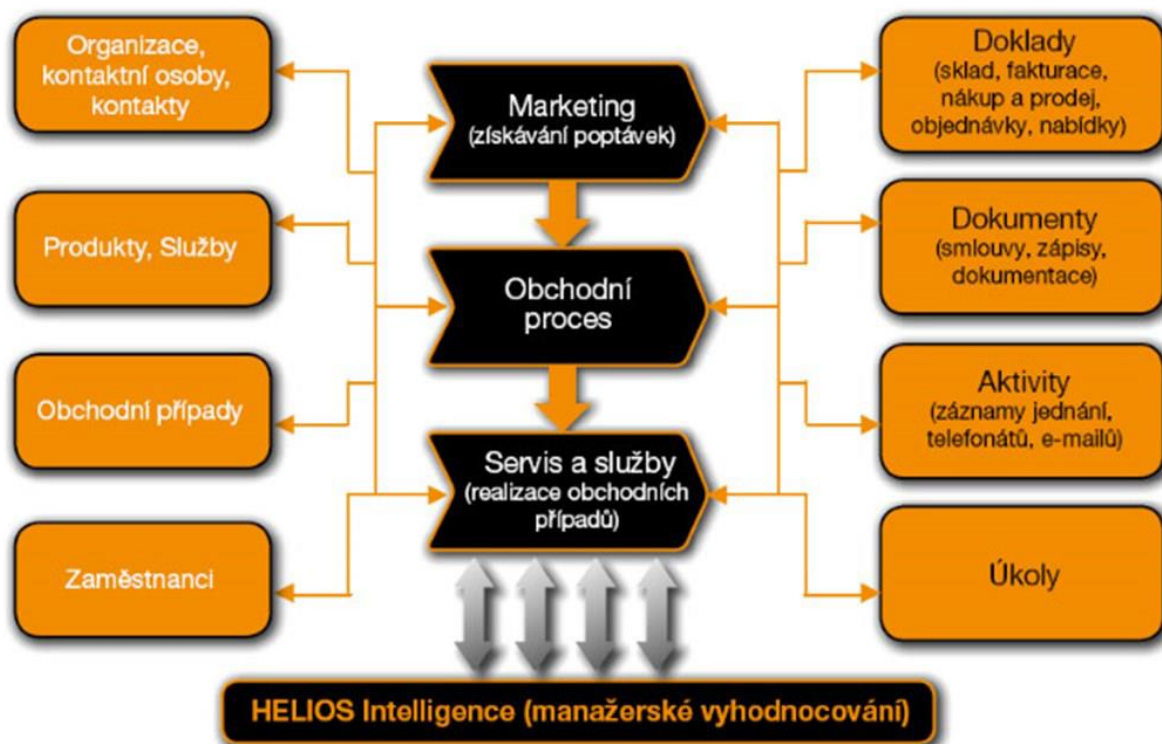 Organizace,
kontaktní osoby,
kontakty
Produkty, Služby
Obchodní případy
Zaměstnanci
Marketing
(získávání poptávek)
Obchodní
proces
Servis a služby
(realizace obchodních
případů)
Doklady
(sklad, fakturace,
nákup a prodej,
objednávky, nabídky)
Dokumenty
(smlouvy, zápisy,
dokumentace)
Aktivity
(záznamy jednání,
telefonátů, e-mailů)
Úkoly
HELIOS Intelligence (manažerské vyhodnocování)